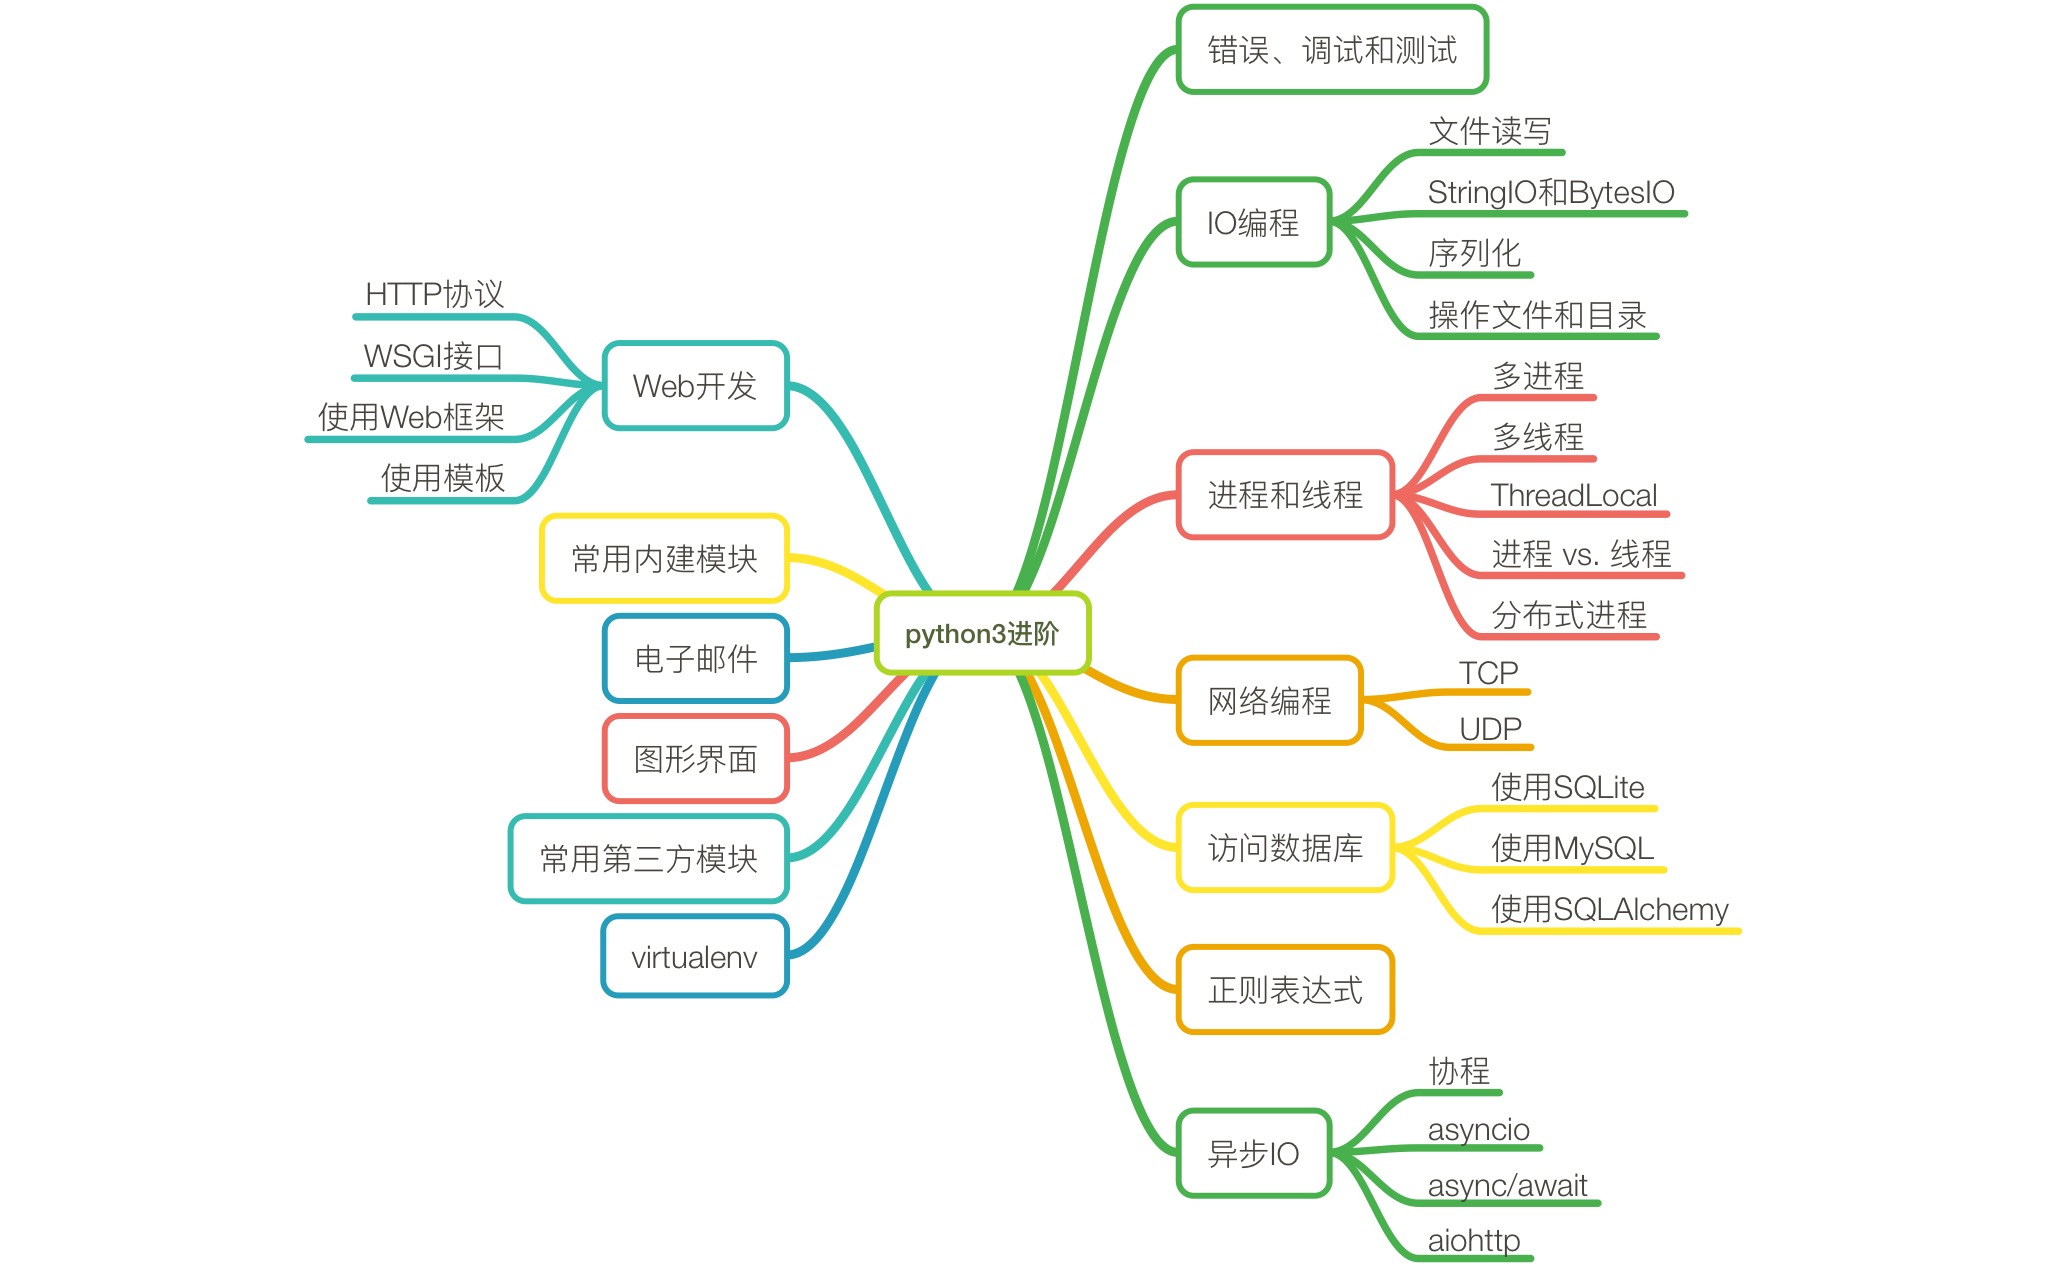 python3进阶
错误、调试和测试
IO编程
文件读写
StringIO和BytesIO
序列化
操作文件和目录
进程和线程
多进程
多线程
ThreadLocal
进程 vs. 线程
分布式进程
网络编程
TCP
UDP
访问数据库
使用SQLite
使用MySQL
使用SQLAlchemy
正则表达式
异步IO
协程
asyncio
async/await
aiohttp
Web开发
HTTP协议
WSGI接口
使用Web框架
使用模板
常用内建模块
电子邮件
图形界面
常用第三方模块
virtualenv